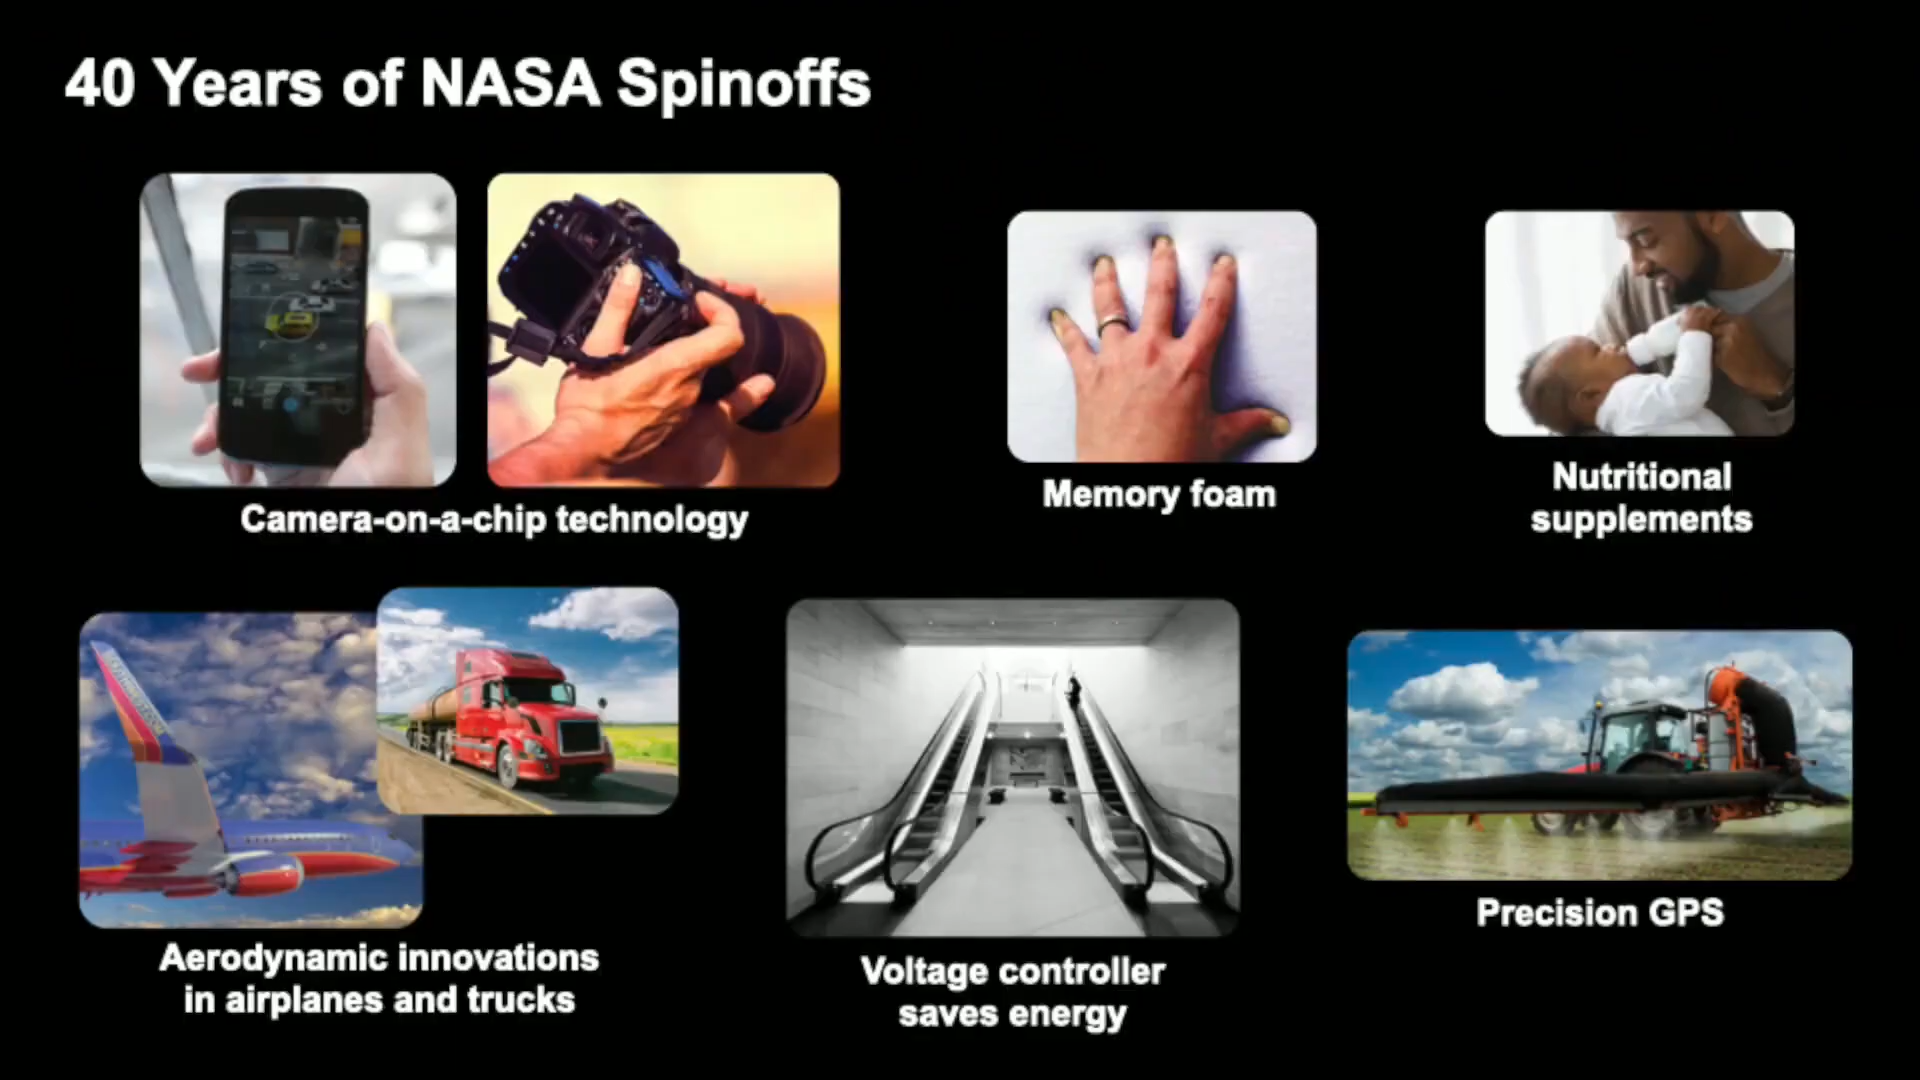 40 Years of NASA Spinoffs
Camera-on-a-chip technology
Memory foam
Nutritional
supplements
Aerodynamic innovations
in airplanes and trucks
Voltage controller
saves energy
Precision GPS